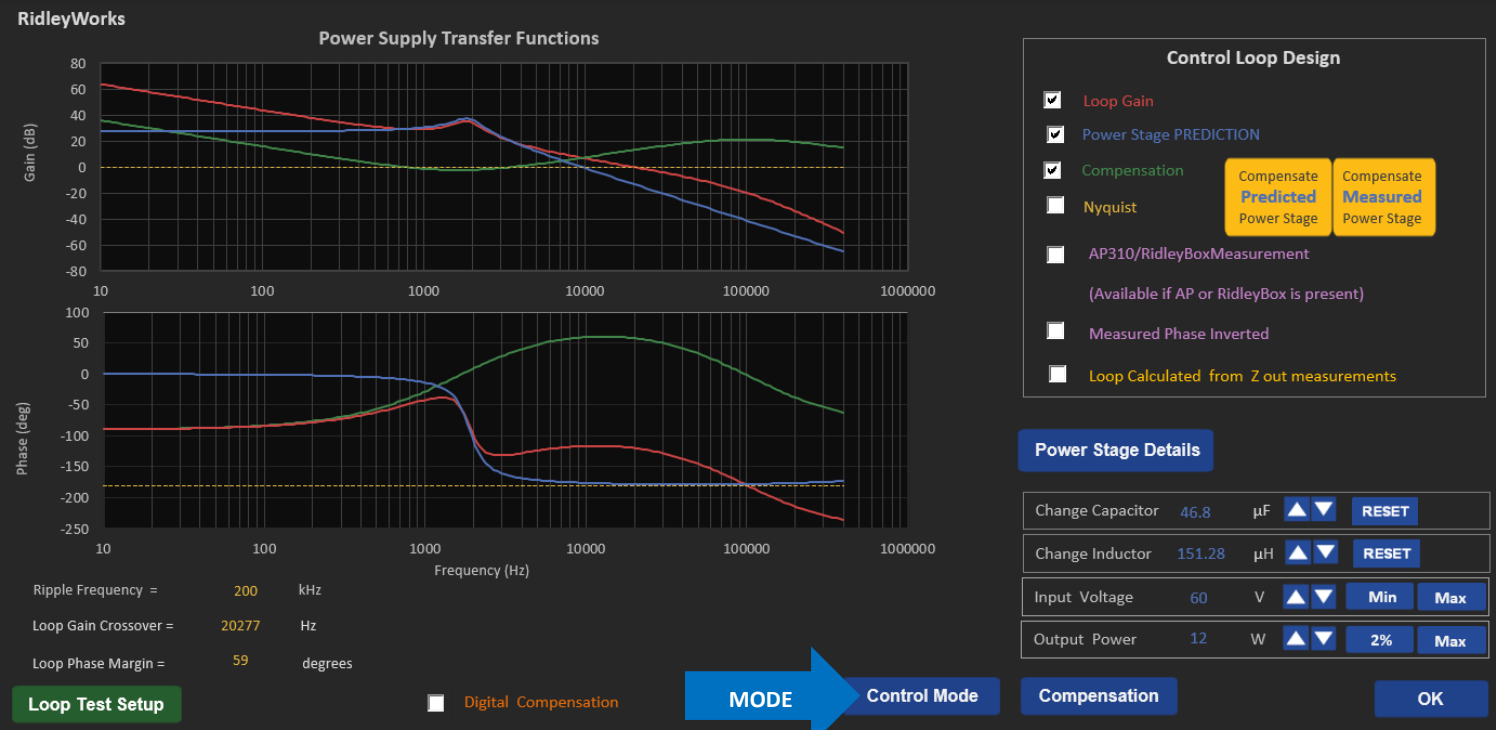 RidleyWorks
Power Supply Transfer Functions
Gain (dB)
80
60
40
20
0
-20
-40
-60
-80
10 100 1000 10000 100000 1000000
Phase (deg)
100
50
0
-50
-100
-150
-200
-250
10 100 1000 10000 100000 1000000
Frequency (Hz)
Ripple Frequency = 200 kHz
Loop Gain Crossover = 20277 Hz
Loop Phase Margin = 59 degrees
Loop Test Setup
Digital Compensation
MODE
Control Mode
Compensation
OK
Control Loop Design
Loop Gain
Power Stage PREDICTION
Compensation
Nyquist
Compensate
Predicted
Power Stage
Compensate
Measured
Power Stage
AP310/RidleyBoxMeasurement
(Available if AP or RidleyBox is present)
Measured Phase Inverted
Loop Calculated from Z out measurements
Power Stage Details
Change Capacitor 46.8 µF RESET
Change Inductor 151.28 µH RESET
Input Voltage 60 V Min Max
Output Power 12 W 2% Max